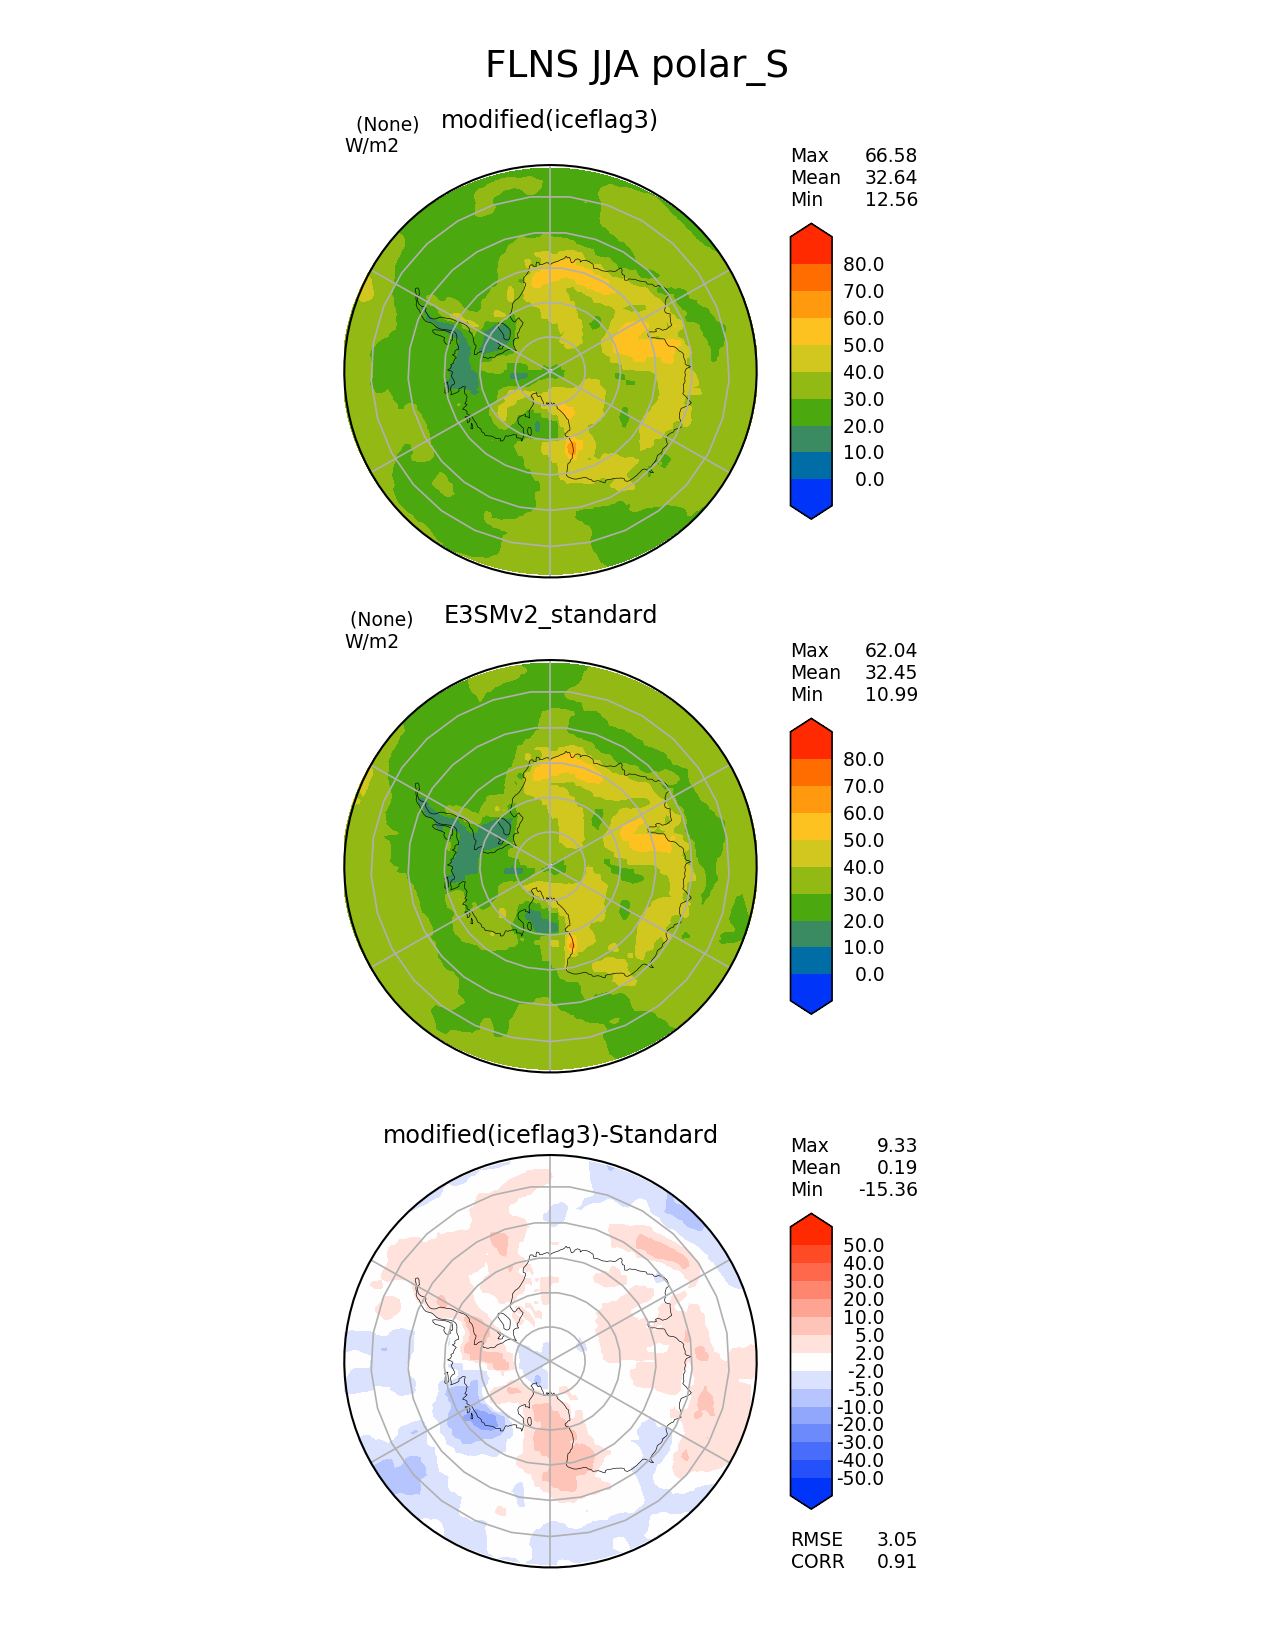 FLNS JJA polar_S
(None) modified(iceflag3)
W/m2
Max 66.58
Mean 32.64
Min 12.56
80.0
70.0
60.0
50.0
40.0
30.0
20.0
10.0
0.0
(None) E3SMv2_standard
W/m2
Max 62.04
Mean 32.45
Min 10.99
80.0
70.0
60.0
50.0
40.0
30.0
20.0
10.0
0.0
modified(iceflag3)-Standard
Max 9.33
Mean 0.19
Min -15.36
50.0
40.0
30.0
20.0
10.0
5.0
2.0
-2.0
-5.0
-10.0
-20.0
-30.0
-40.0
-50.0
RMSE 3.05
CORR 0.91